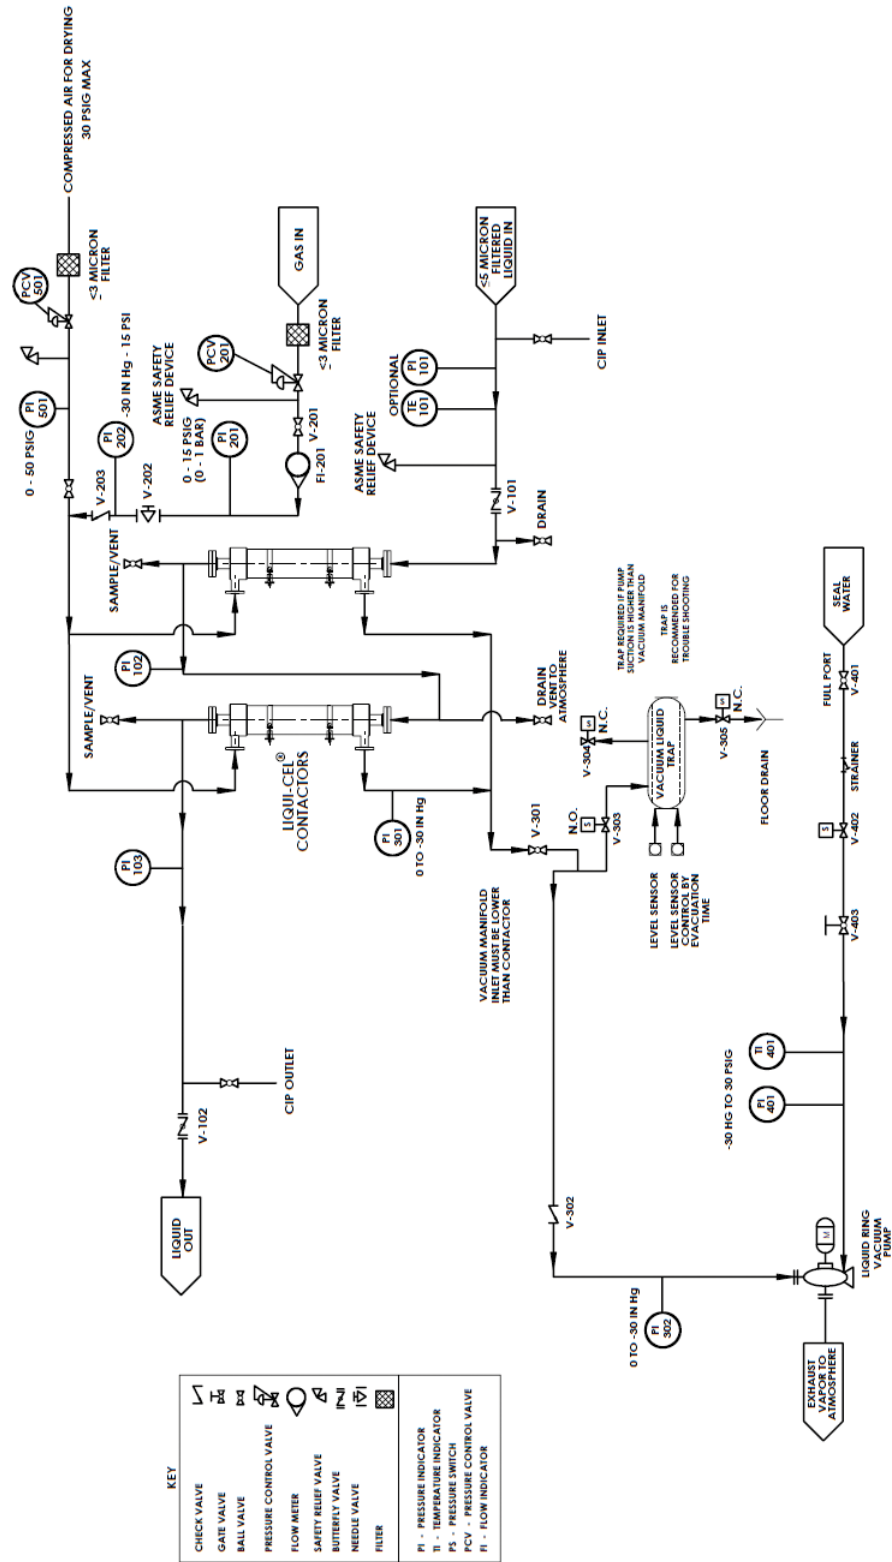 COMPRESSED AIR FOR DRYING
30 PSIG MAX
<3 MICRON
FILTER
PCV
501
PI
501
0 - 50 PSIG
-30 IN Hg - 15 PSI
PI
202
V-203
V-202
ASME SAFETY
RELIEF DEVICE
0 - 15 PSIG
(0 - 1 BAR)
PI
201
GAS IN
<3 MICRON
FILTER
PCV
201
V-201
FI-201
≤5 MICRON
FILTERED
LIQUID IN
CIP INLET
OPTIONAL
PI
101
TE
101
ASME SAFETY
RELIEF DEVICE
V-101
DRAIN
SAMPLE/VENT
PI
102
SAMPLE/VENT
LIQUI-CEL®
CONTACTORS
DRAIN
VENT TO
ATMOSPHERE
PI
103
PI
301
0 TO -30 IN Hg
V-301
VACUUM MANIFOLD
INLET MUST BE LOWER
THAN CONTACTOR
TRAP REQUIRED IF PUMP
SUCTION IS HIGHER THAN
VACUUM MANIFOLD
TRAP IS
RECOMMENDED FOR
TROUBLE SHOOTING
N.C.
S
V-304
VACUUM LIQUID
TRAP
S
N.C.
V-305
FLOOR DRAIN
N.O.
S
V-303
LEVEL SENSOR
LEVEL SENSOR
CONTROL BY
EVACUATION
TIME
SEAL
WATER
FULL PORT
V-401
STRAINER
S
V-402
V-403
TI
401
PI
401
-30 HG TO 30 PSIG
CIP OUTLET
V-102
LIQUID
OUT
V-302
0 TO -30 IN Hg
PI
302
M
LIQUID RING
VACUUM
PUMP
EXHAUST
VAPOR TO
ATMOSPHERE
KEY
CHECK VALVE
GATE VALVE
BALL VALVE
PRESSURE CONTROL VALVE
FLOW METER
SAFETY RELIEF VALVE
BUTTERFLY VALVE
NEEDLE VALVE
FILTER
PI - PRESSURE INDICATOR
TI - TEMPERATURE INDICATOR
PS - PRESSURE SWITCH
PCV - PRESSURE CONTROL VALVE
FI - FLOW INDICATOR